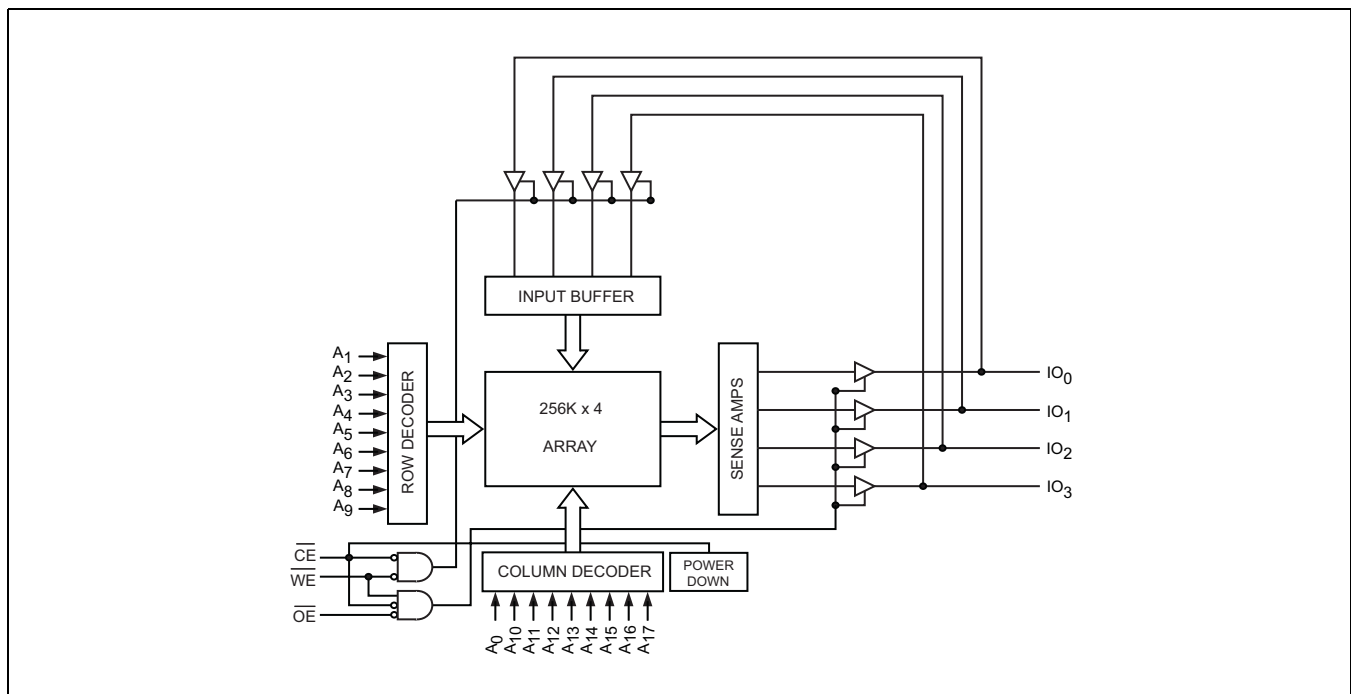 INPUT BUFFER
A1
A2
A3
A4
A5
A6
A7
A8
A9
ROW DECODER
256K x 4
ARRAY
SENSE AMPS
IO0
IO1
IO2
IO3
CE
WE
OE
COLUMN DECODER
POWER
DOWN
A0
A10
A11
A12
A13
A14
A15
A16
A17